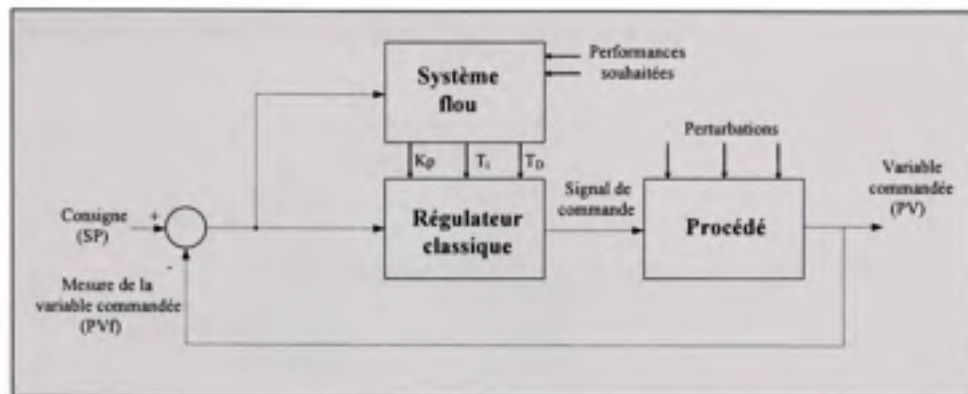 Système
flou
Performances
souhaitées
Kp
Ti
TD
Perturbations
Variable
commandée
(PV)
Consigne
(SP)
+
-
Régulateur
classique
Signal de
commande
Procédé
Mesure de la
variable commandée
(PVf)